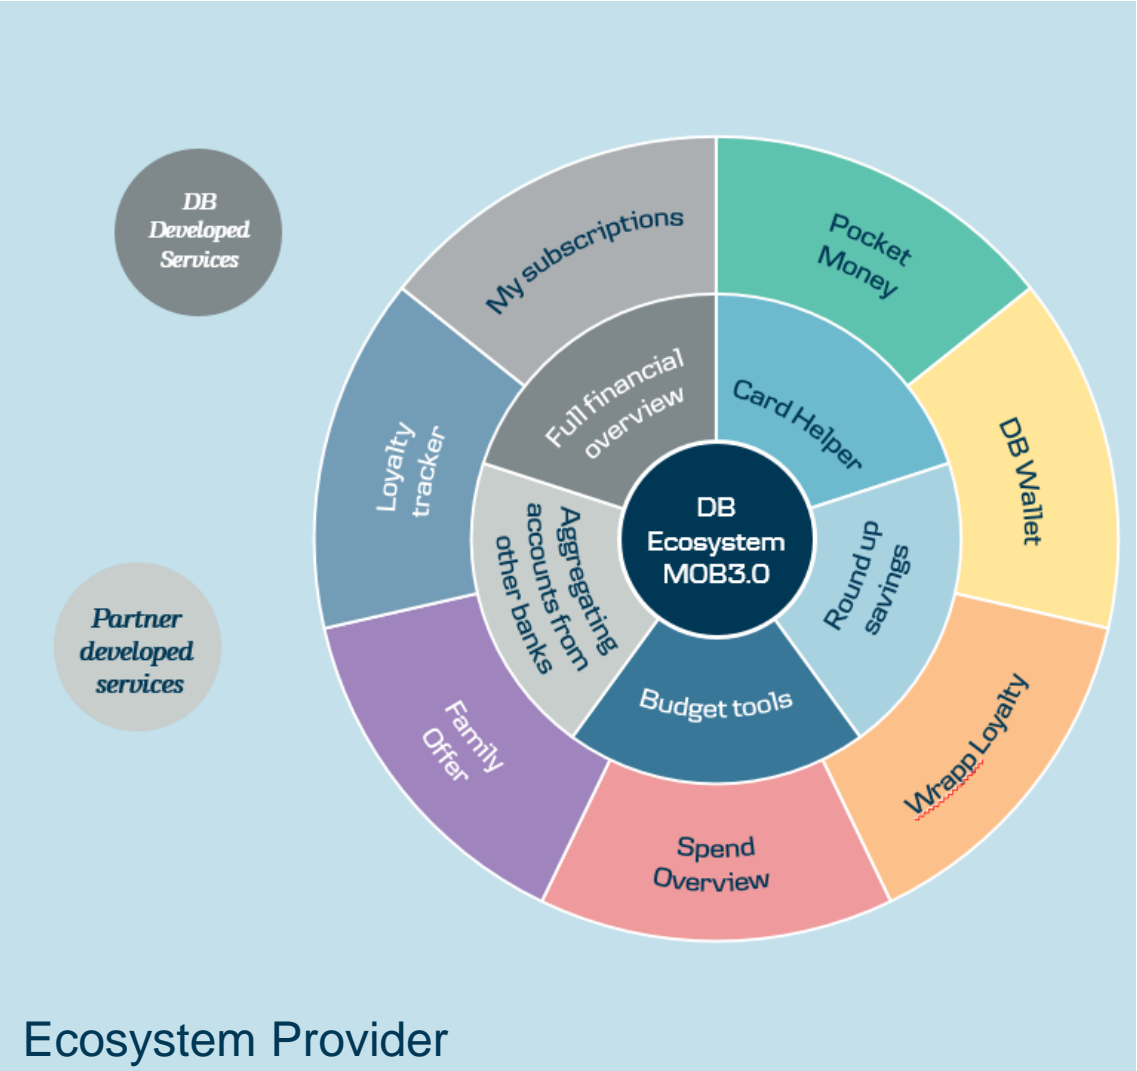 DB
Developed
Services
Partner
developed
services
My subscriptions
Pocket
Money
DB Wallet
Wrapp Loyalty
Spend
Overview
Family
Offer
Loyalty
tracker
Full financial
overview
Card Helper
Round up
savings
Budget tools
Aggregating
accounts from
other banks
DB
Ecosystem
MOB3.0
Ecosystem Provider